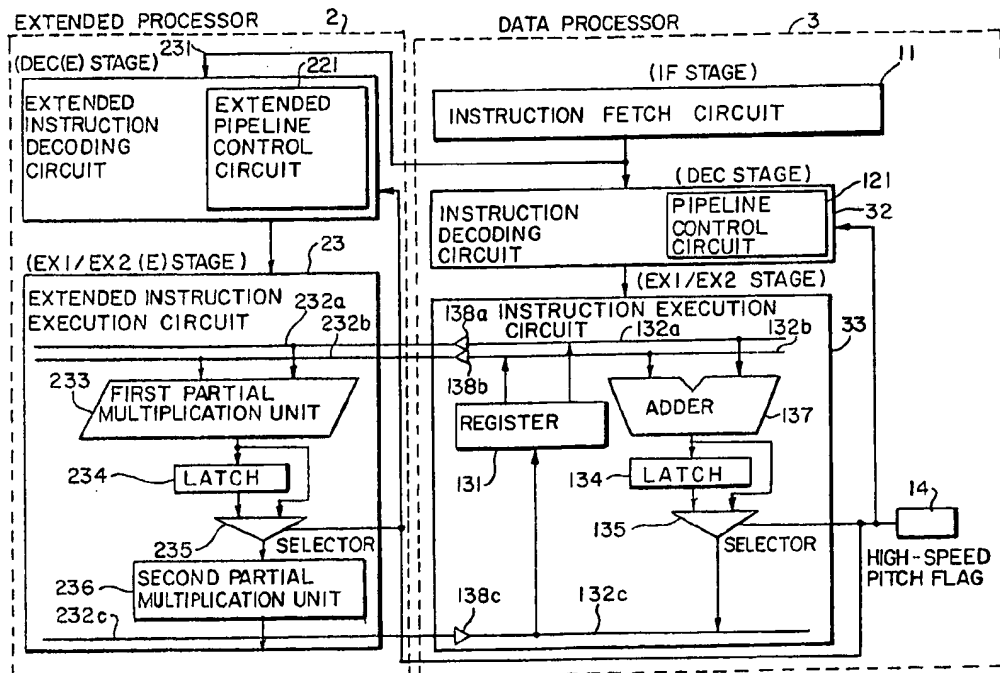 EXTENDED PROCESSOR
2
DATA PROCESSOR
3
231
(DEC(E) STAGE)
221
EXTENDED
INSTRUCTION
DECODING
CIRCUIT
EXTENDED
PIPELINE
CONTROL
CIRCUIT
(IF STAGE)
11
INSTRUCTION FETCH CIRCUIT
(DEC STAGE)
121
32
INSTRUCTION
DECODING
CIRCUIT
PIPELINE
CONTROL
CIRCUIT
(EX1/EX2 (E) STAGE)
23
EXTENDED INSTRUCTION
EXECUTION CIRCUIT
232a
232b
(EX1/EX2 STAGE)
138a
INSTRUCTION EXECUTION
CIRCUIT
132a
132b
33
138b
233
FIRST PARTIAL
MULTIPLICATION UNIT
REGISTER
131
ADDER
137
234
LATCH
134
LATCH
235
SELECTOR
135
SELECTOR
14
HIGH-SPEED
PITCH FLAG
236
SECOND PARTIAL
MULTIPLICATION UNIT
232c
138c
132c